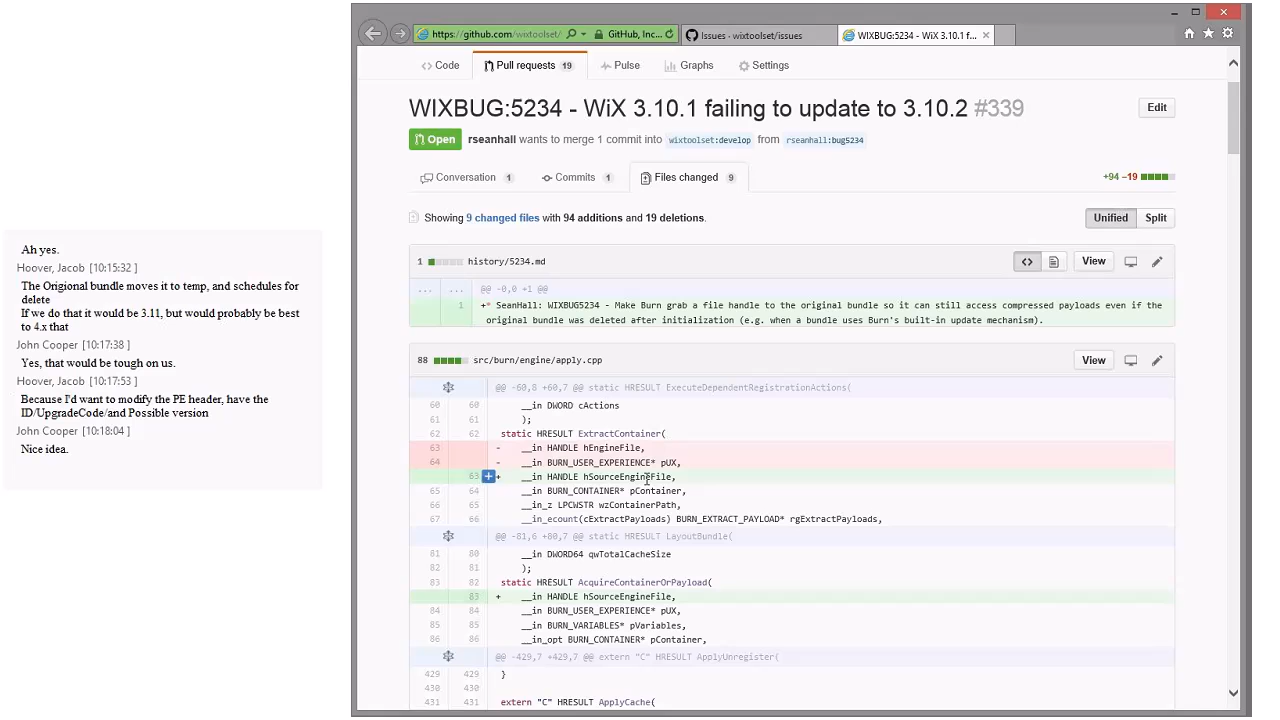 Ah yes.
Hoover, Jacob [10:15:32 ]
The Origional bundle moves it to temp, and schedules for
delete
If we do that it would be 3.11, but would probably be best
to 4.x that
John Cooper [10:17:38 ]
Yes, that would be tough on us.
Hoover, Jacob [10:17:53 ]
Because I'd want to modify the PE header, have the
ID/UpgradeCode/and Possible version
John Cooper [10:18:04 ]
Nice idea.
https://github.com/wixtoolset/ GitHub, Inc... Issues · wixtoolset/issues WIXBUG:5234 - WiX 3.10.1 f...
Code Pull requests 19 Pulse Graphs Settings
WIXBUG:5234 - WiX 3.10.1 failing to update to 3.10.2 #339 Edit
Open rseanhall wants to merge 1 commit into wixtoolset:develop from rseanhall:bug5234
Conversation 1 Commits 1 Files changed 9 +94 −19
Showing 9 changed files with 94 additions and 19 deletions. Unified Split
1 history/5234.md <> View
... ... @@ -0,0 +1 @@
1 +* SeanHall: WIXBUG5234 - Make Burn grab a file handle to the original bundle so it can still access compressed payloads even if the
original bundle was deleted after initialization (e.g. when a bundle uses Burn's built-in update mechanism).
88 src/burn/engine/apply.cpp View
@@ -60,8 +60,7 @@ static HRESULT ExecuteDependentRegistrationActions(
60 60 __in DWORD cActions
61 61 );
62 62 static HRESULT ExtractContainer(
63 - __in HANDLE hEngineFile,
64 - __in BURN_USER_EXPERIENCE* pUX,
63 + __in HANDLE hSourceEngineFile,
65 64 __in BURN_CONTAINER* pContainer,
66 65 __in_z LPCWSTR wzContainerPath,
67 66 __in_ecount(cExtractPayloads) BURN_EXTRACT_PAYLOAD* rgExtractPayloads,
@@ -81,6 +80,7 @@ static HRESULT LayoutBundle(
81 80 __in DWORD64 qwTotalCacheSize
82 81 );
83 82 static HRESULT AcquireContainerOrPayload(
83 + __in HANDLE hSourceEngineFile,
84 84 __in BURN_USER_EXPERIENCE* pUX,
85 85 __in BURN_VARIABLES* pVariables,
86 86 __in_opt BURN_CONTAINER* pContainer,
@@ -429,7 +429,7 @@ extern "C" HRESULT ApplyUnregister(
429 429 }
430 430
431 431 extern "C" HRESULT ApplyCache(